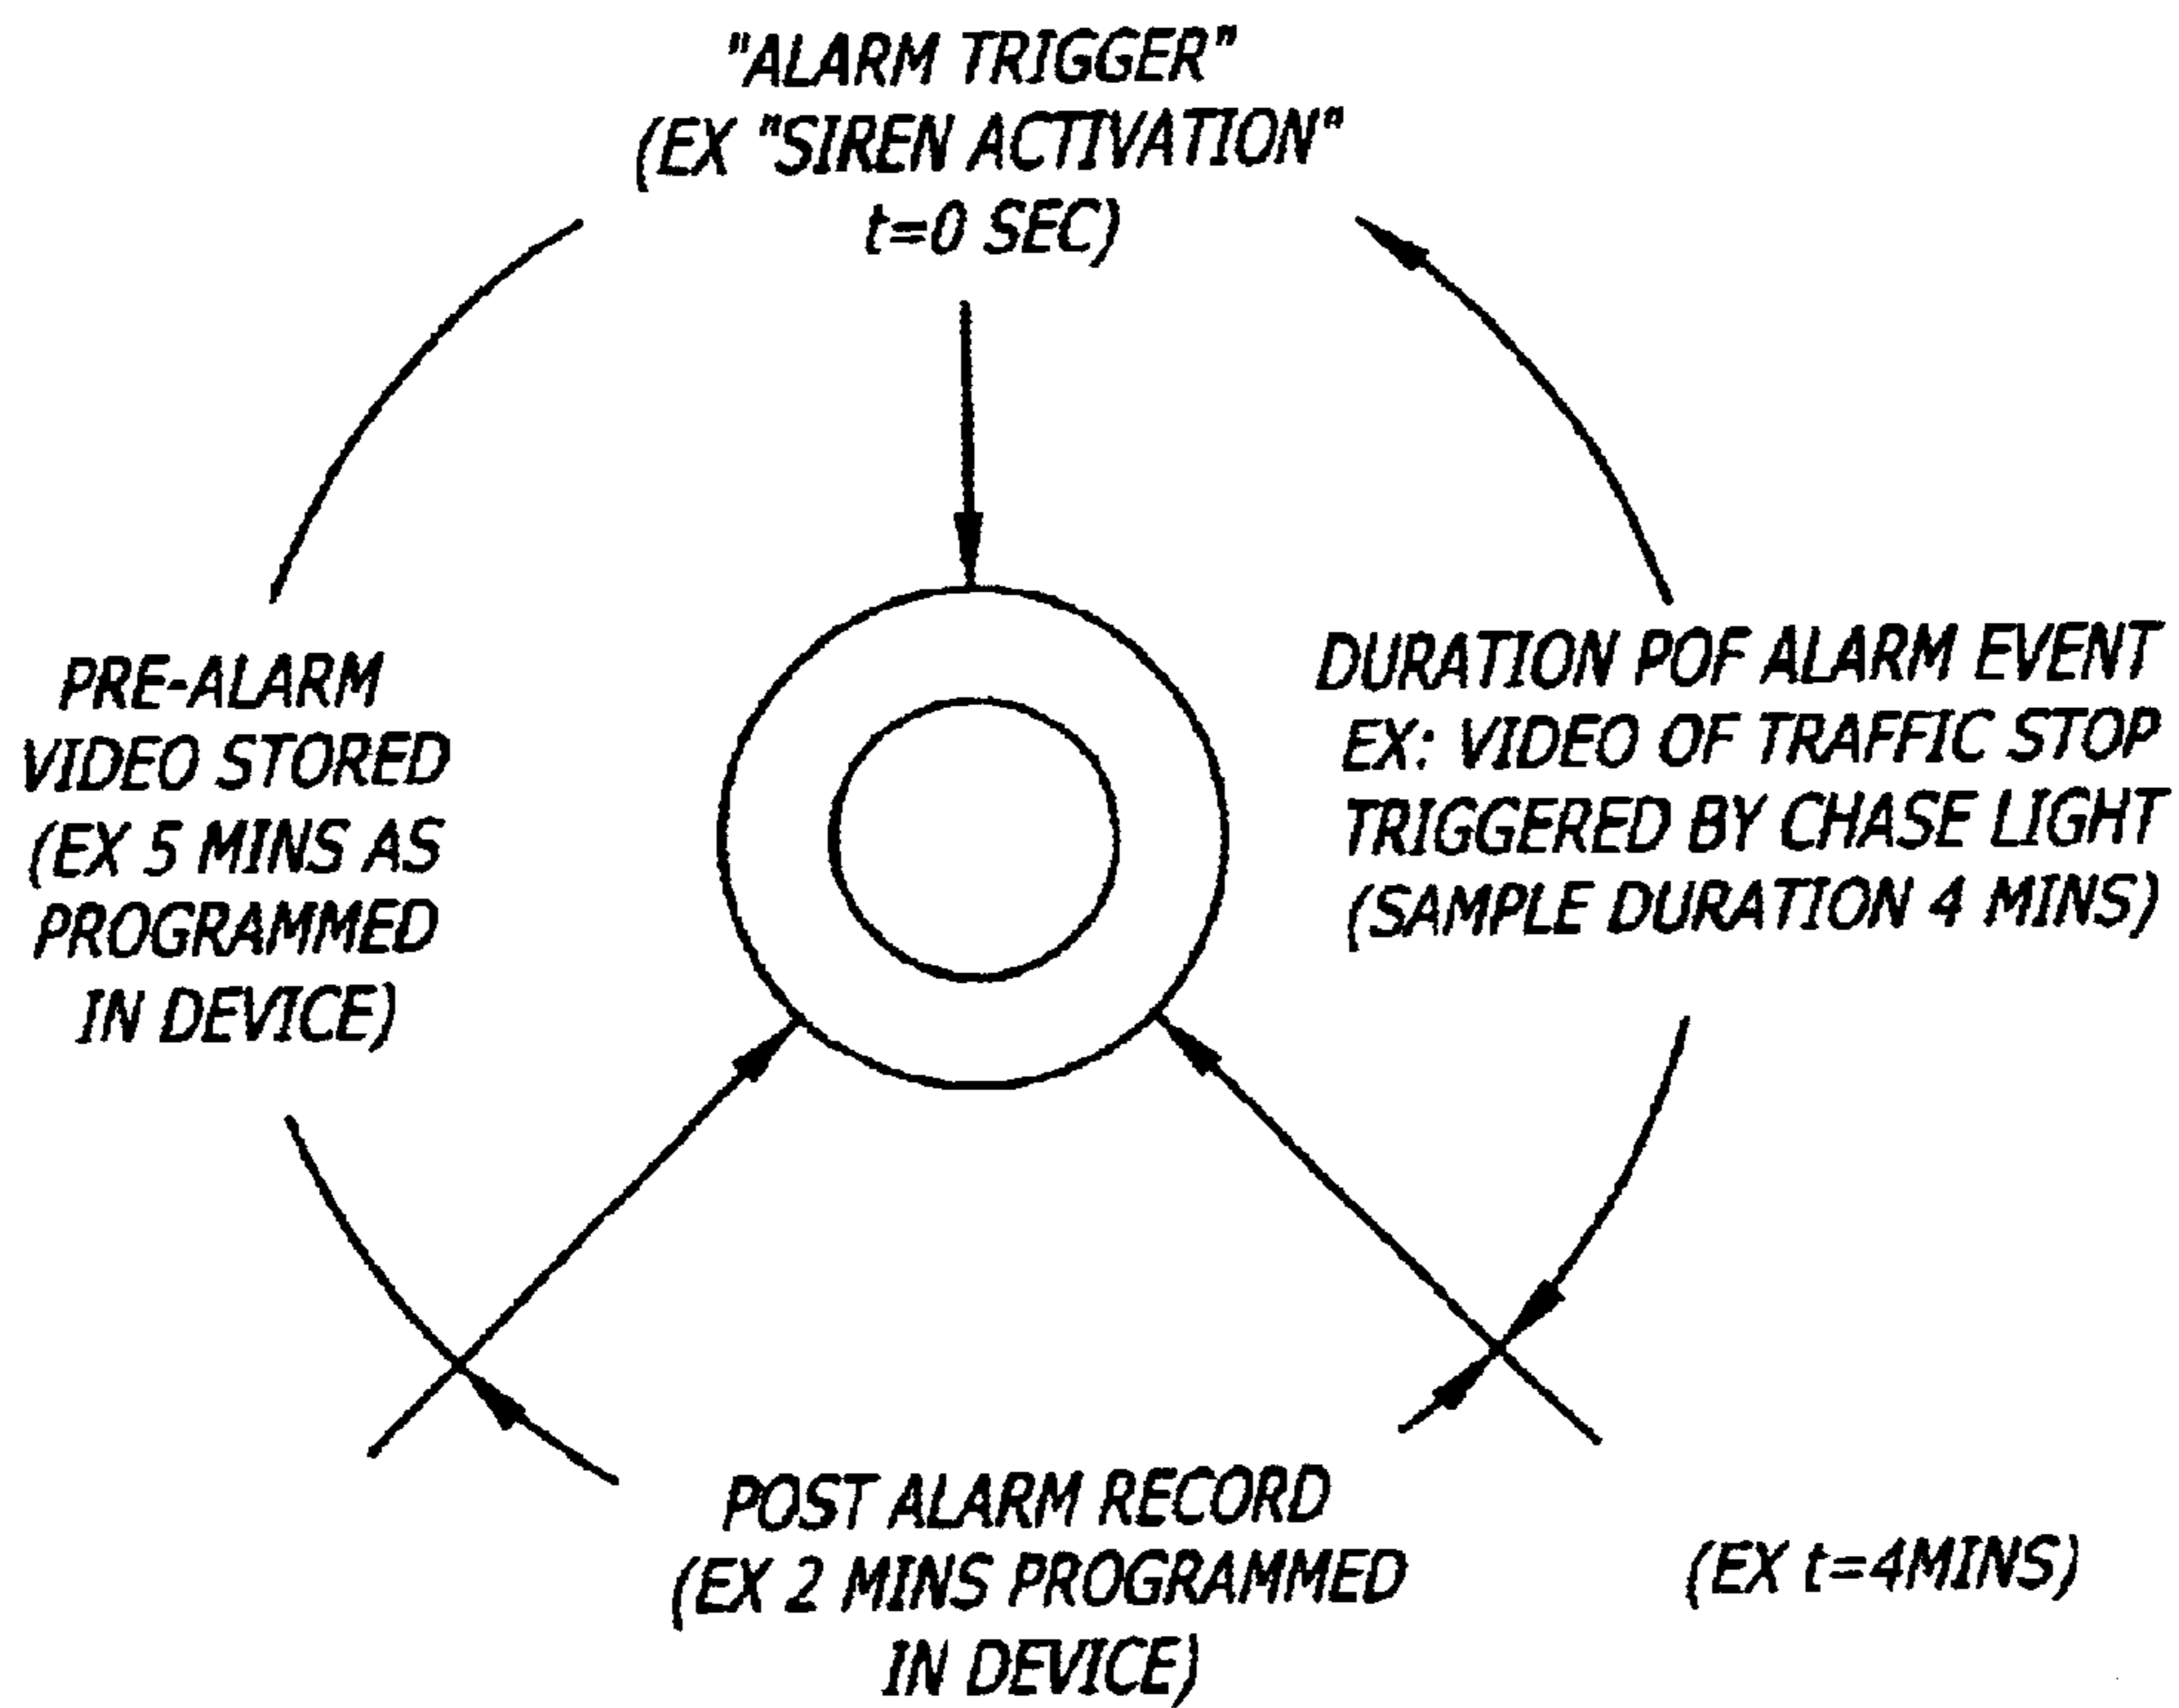 "ALARM TRIGGER"
(EX "SIREN ACTIVATION"
t=0 SEC)
PRE-ALARM
VIDEO STORED
(EX 5 MINS AS
PROGRAMMED
IN DEVICE)
DURATION POF ALARM EVENT
EX: VIDEO OF TRAFFIC STOP
TRIGGERED BY CHASE LIGHT
(SAMPLE DURATION 4 MINS)
POST ALARM RECORD
(EX 2 MINS PROGRAMMED
IN DEVICE)
(EX t=4MINS)